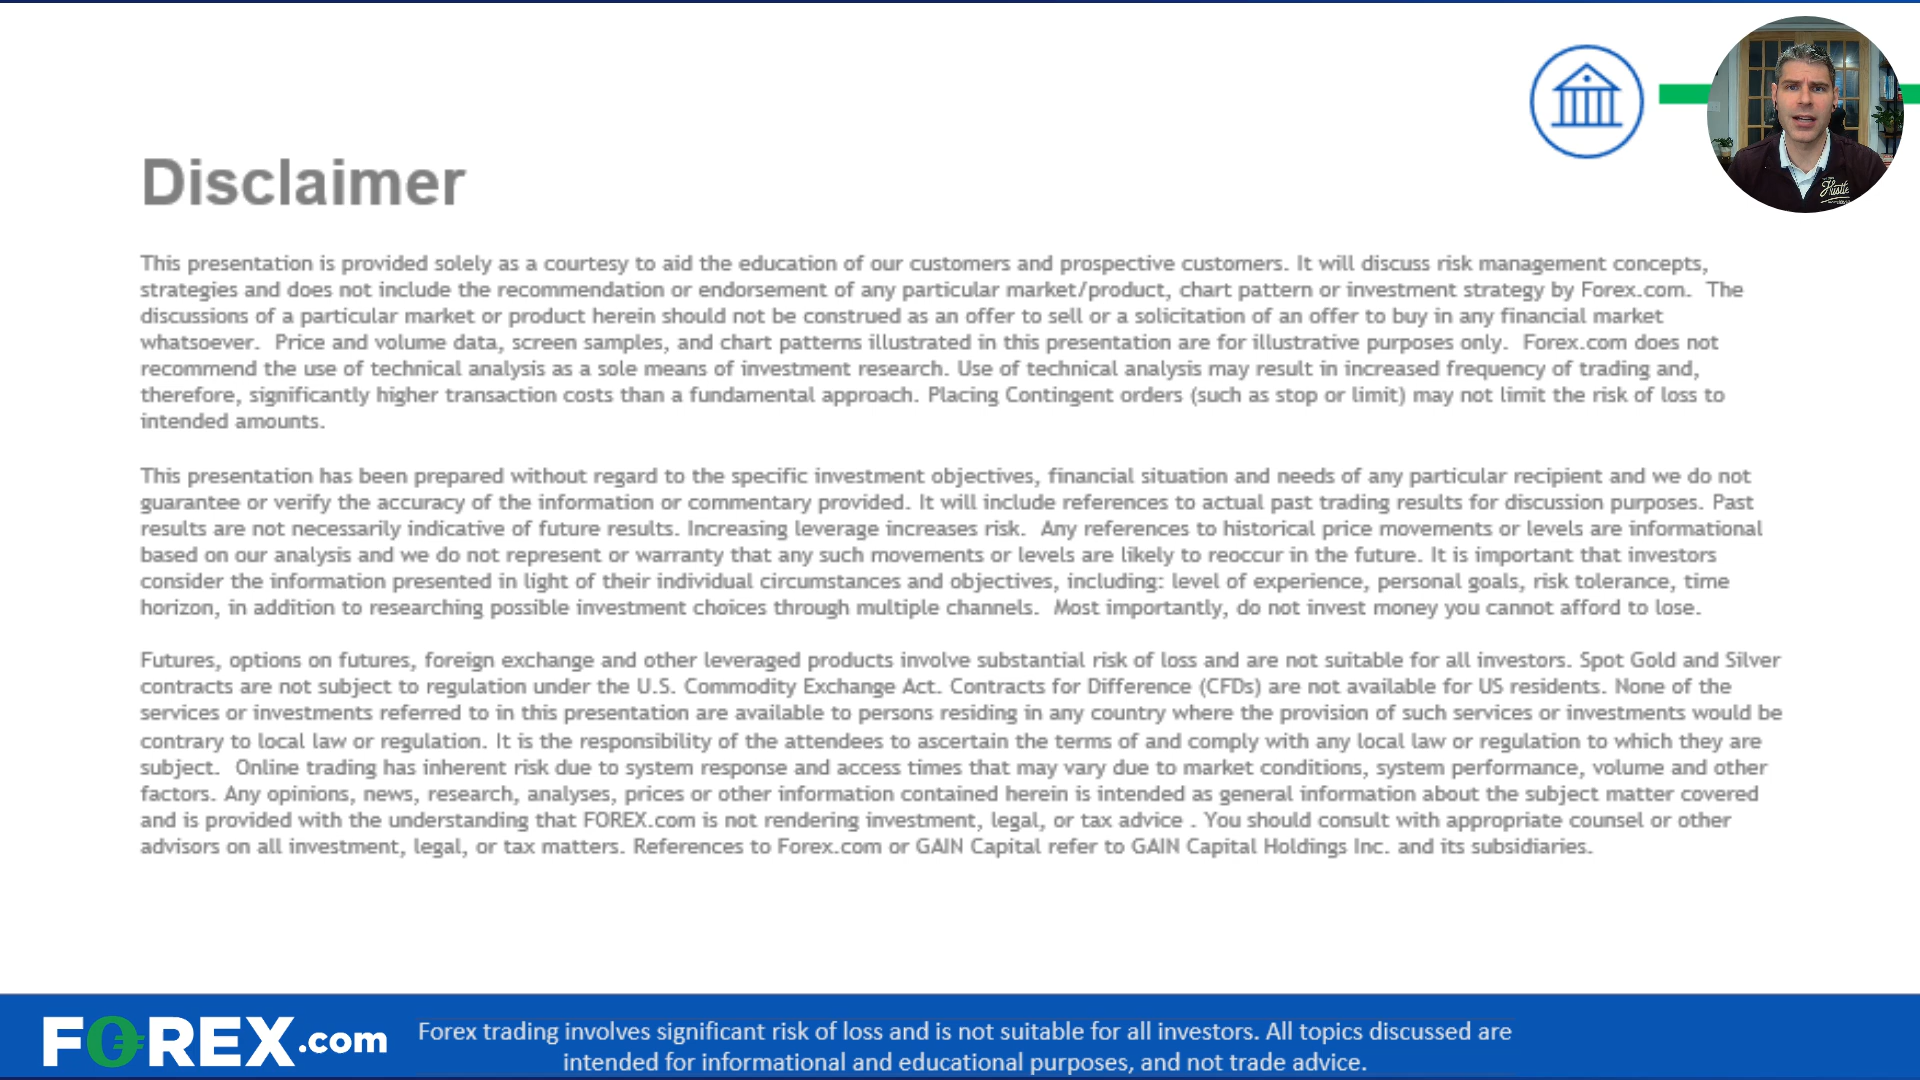 Disclaimer
This presentation is provided solely as a courtesy to aid the education of our customers and prospective customers. It will discuss risk management concepts,
strategies and does not include the recommendation or endorsement of any particular market/product, chart pattern or investment strategy by Forex.com.  The
discussions of a particular market or product herein should not be construed as an offer to sell or a solicitation of an offer to buy in any financial market
whatsoever.  Price and volume data, screen samples, and chart patterns illustrated in this presentation are for illustrative purposes only.  Forex.com does not
recommend the use of technical analysis as a sole means of investment research. Use of technical analysis may result in increased frequency of trading and,
therefore, significantly higher transaction costs than a fundamental approach. Placing Contingent orders (such as stop or limit) may not limit the risk of loss to
intended amounts.
This presentation has been prepared without regard to the specific investment objectives, financial situation and needs of any particular recipient and we do not
guarantee or verify the accuracy of the information or commentary provided. It will include references to actual past trading results for discussion purposes. Past
results are not necessarily indicative of future results. Increasing leverage increases risk.  Any references to historical price movements or levels are informational
based on our analysis and we do not represent or warranty that any such movements or levels are likely to reoccur in the future. It is important that investors
consider the information presented in light of their individual circumstances and objectives, including: level of experience, personal goals, risk tolerance, time
horizon, in addition to researching possible investment choices through multiple channels.  Most importantly, do not invest money you cannot afford to lose.
Futures, options on futures, foreign exchange and other leveraged products involve substantial risk of loss and are not suitable for all investors. Spot Gold and Silver
contracts are not subject to regulation under the U.S. Commodity Exchange Act. Contracts for Difference (CFDs) are not available for US residents. None of the
services or investments referred to in this presentation are available to persons residing in any country where the provision of such services or investments would be
contrary to local law or regulation. It is the responsibility of the attendees to ascertain the terms of and comply with any local law or regulation to which they are
subject.  Online trading has inherent risk due to system response and access times that may vary due to market conditions, system performance, volume and other
factors. Any opinions, news, research, analyses, prices or other information contained herein is intended as general information about the subject matter covered
and is provided with the understanding that FOREX.com is not rendering investment, legal, or tax advice . You should consult with appropriate counsel or other
advisors on all investment, legal, or tax matters. References to Forex.com or GAIN Capital refer to GAIN Capital Holdings Inc. and its subsidiaries.
Hustle
FOREX.com
Forex trading involves significant risk of loss and is not suitable for all investors. All topics discussed are
intended for informational and educational purposes, and not trade advice.